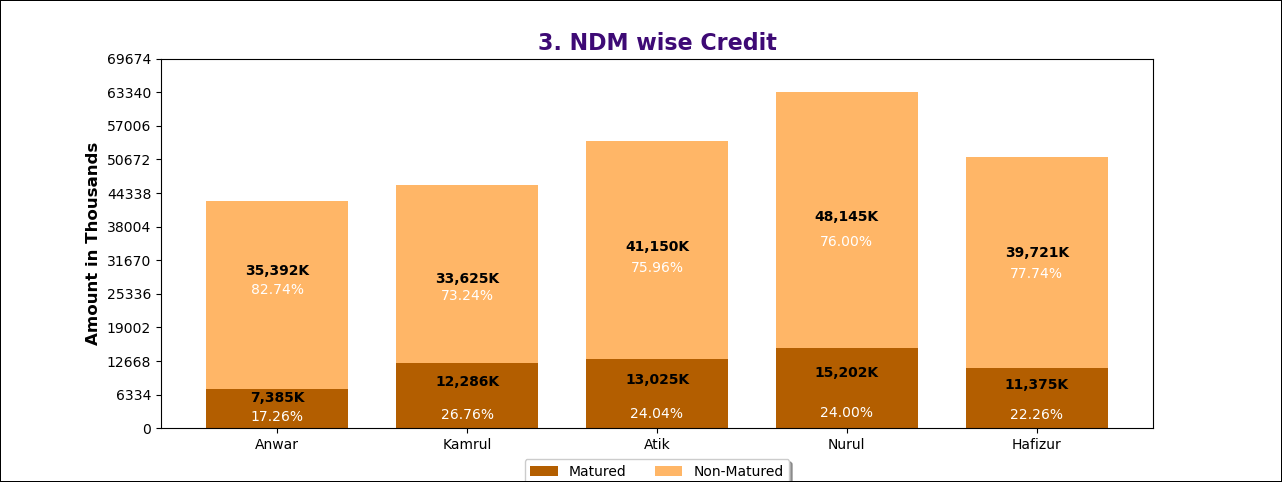 3. NDM wise Credit
69674
63340
57006
50672
44338
38004
31670
25336
19002
12668
6334
0
Amount in Thousands
35,392K
82.74%
7,385K
17.26%
33,625K
73.24%
12,286K
26.76%
41,150K
75.96%
13,025K
24.04%
48,145K
76.00%
15,202K
24.00%
39,721K
77.74%
11,375K
22.26%
Anwar Kamrul Atik Nurul Hafizur
Matured Non-Matured